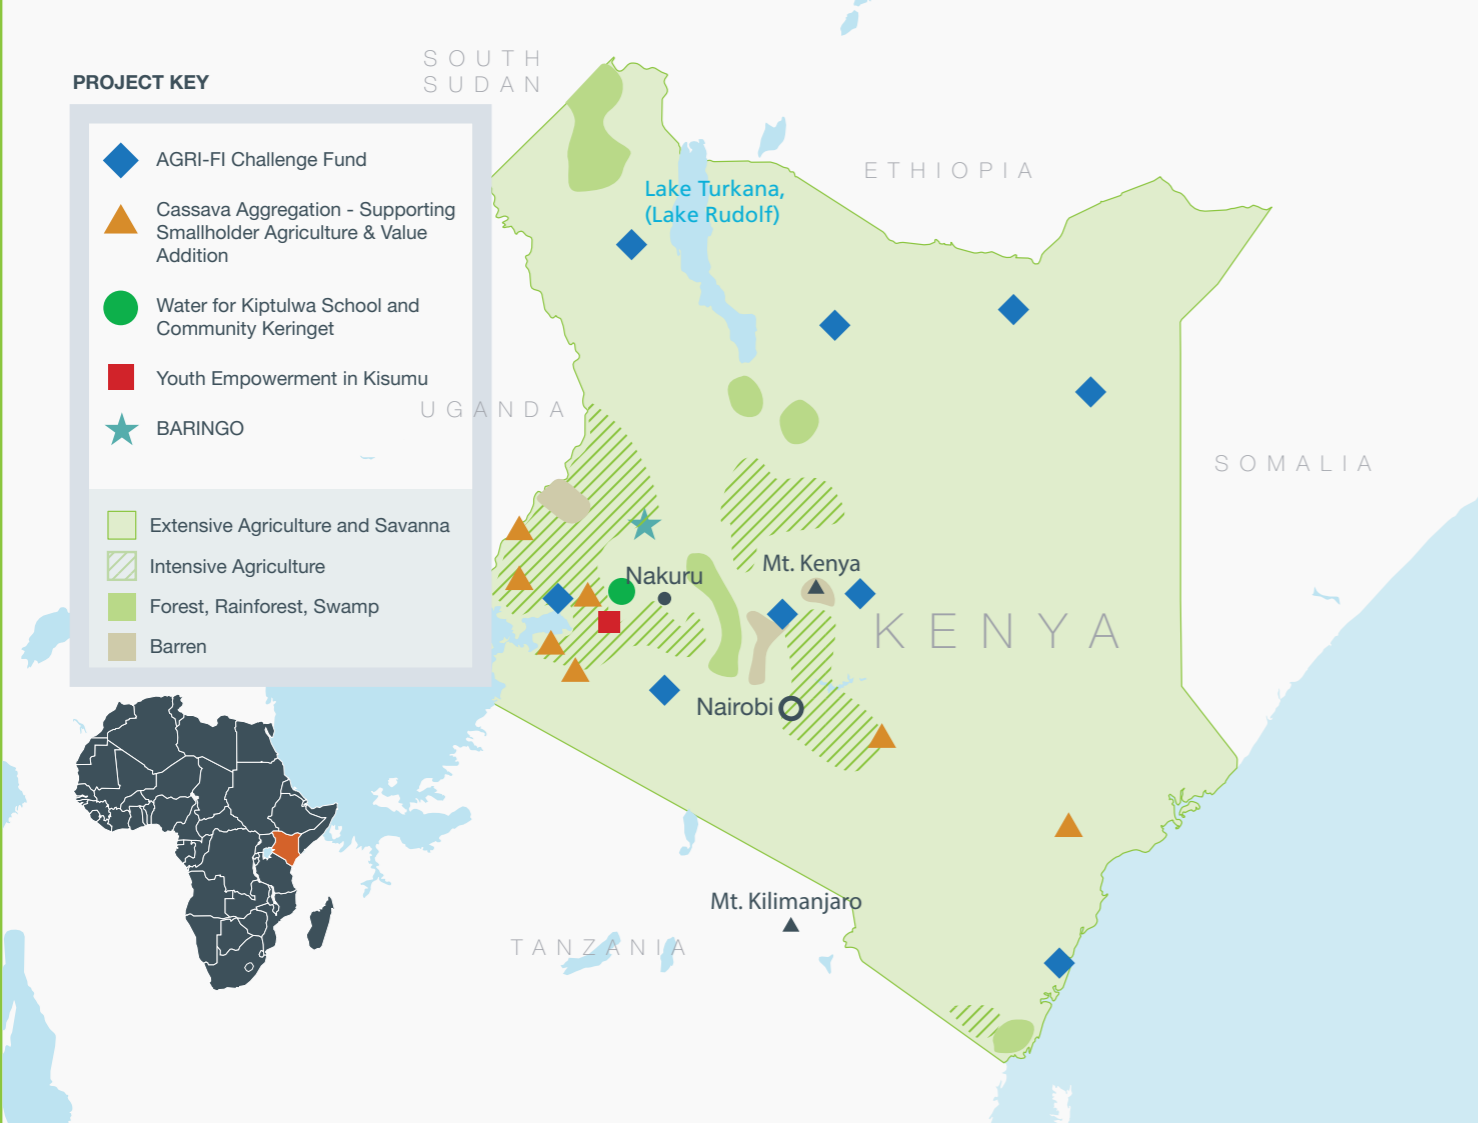 SOUTH
SUDAN
PROJECT KEY
AGRI-FI Challenge Fund
Cassava Aggregation - Supporting
Smallholder Agriculture & Value
Addition
Water for Kiptulwa School and
Community Keringet
Youth Empowerment in Kisumu
BARINGO
Extensive Agriculture and Savanna
Intensive Agriculture
Forest, Rainforest, Swamp
Barren
ETHIOPIA
Lake Turkana,
(Lake Rudolf)
UGANDA
SOMALIA
Mt. Kenya
Nakuru
KENYA
Nairobi
Mt. Kilimanjaro
TANZANIA